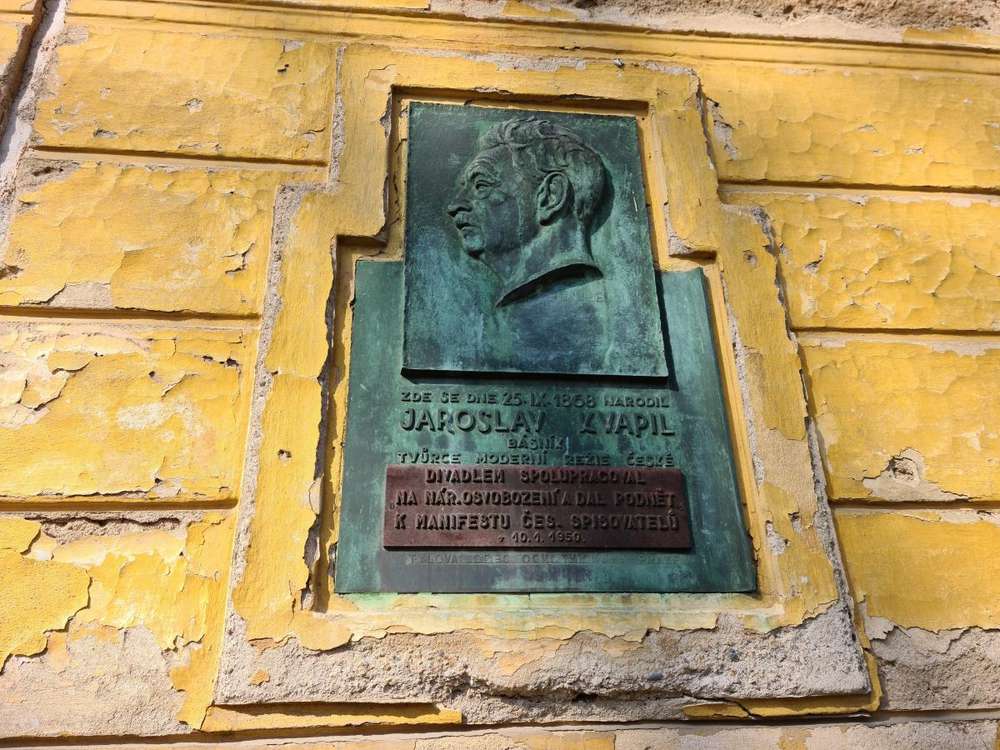 ZDE SE DNE 25.IX.1868 NARODIL
JAROSLAV KVAPIL
BÁSNÍK
TVŮRCE MODERNÍ REŽIE ČESKÉ
DIVADLEM SPOLUPRACOVAL
NA NÁR.OSVOBOZENÍ A DAL PODNĚT
K MANIFESTU ČES. SPISOVATELŮ
10.1.1950.